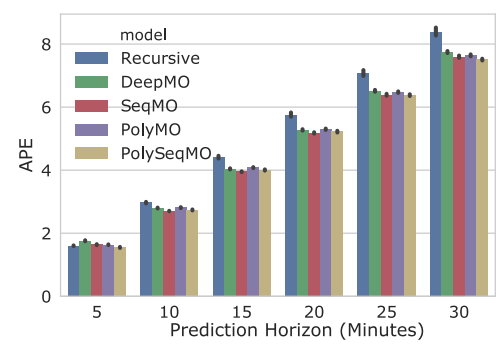 model
Recursive
DeepMO
SeqMO
PolyMO
PolySeqMO
APE
8
6
4
2
0
5 10 15 20 25 30
Prediction Horizon (Minutes)